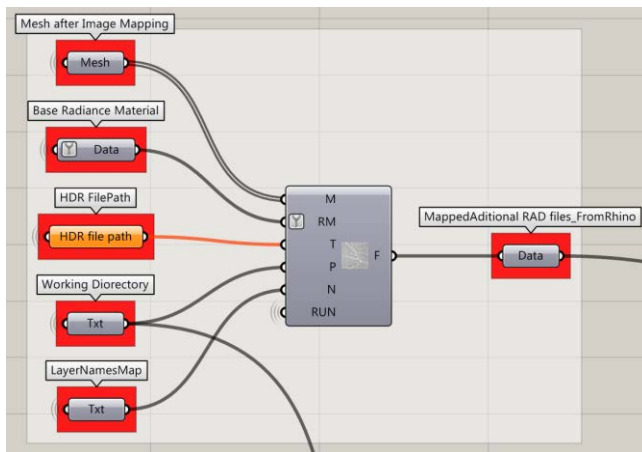 Mesh after Image Mapping
Mesh
Base Radiance Material
Data
HDR FilePath
HDR file path
Working Diorectory
Txt
LayerNamesMap
Txt
M
RM
T
P
N
RUN
F
MappedAditional RAD files_FromRhino
Data